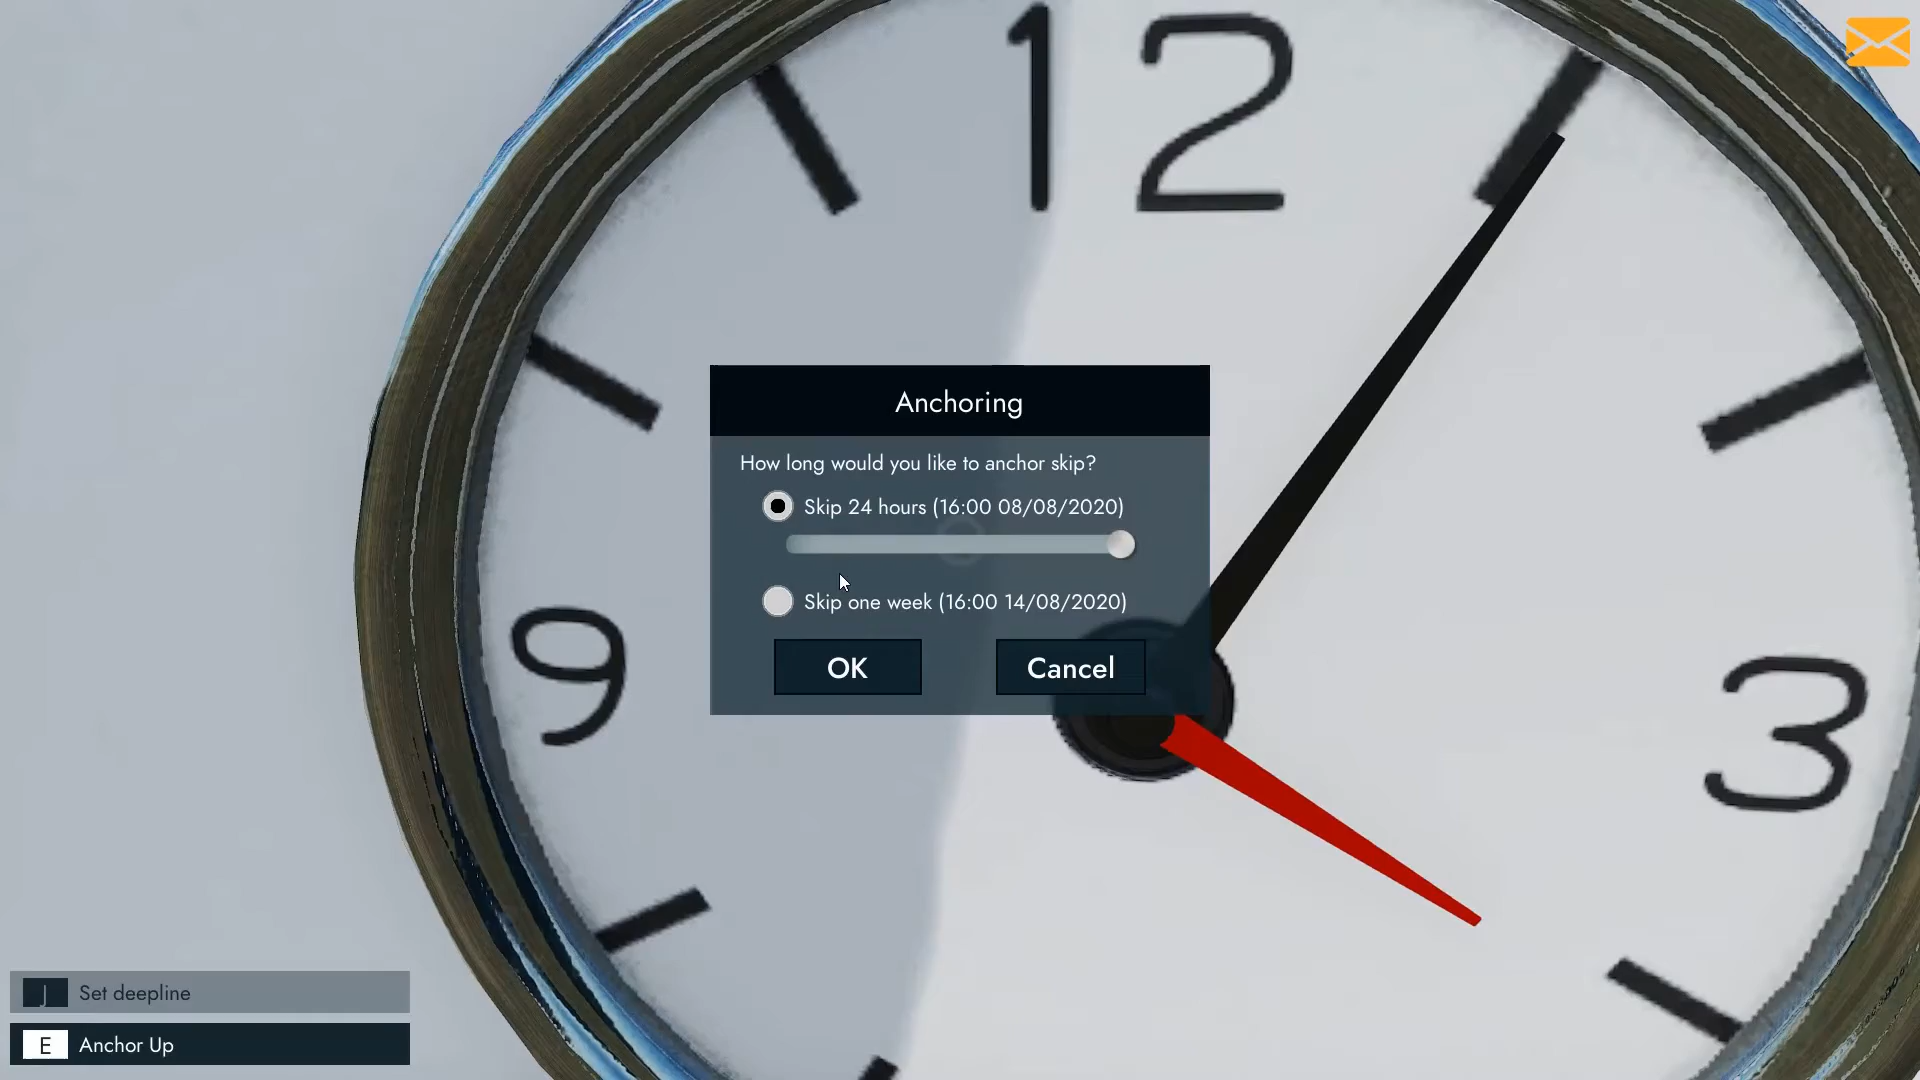 12
9
3
Anchoring
How long would you like to anchor skip?
Skip 24 hours (16:00 08/08/2020)
Skip one week (16:00 14/08/2020)
OK Cancel
J Set deepline
E Anchor Up